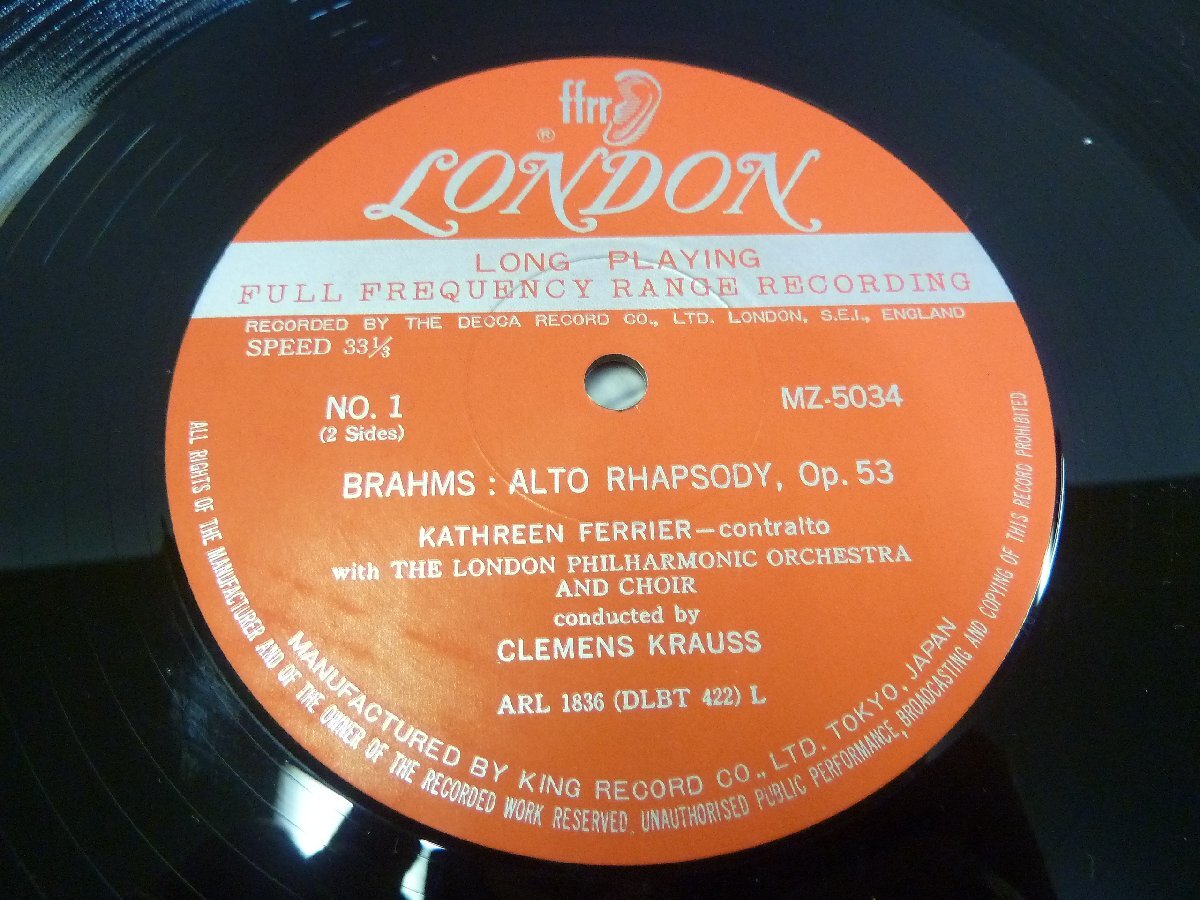 ffrr
®
LONDON
LONG PLAYING
FULL FREQUENCY RANGE RECORDING
RECORDED BY THE DECCA RECORD CO., LTD. LONDON, S.E.I., ENGLAND
SPEED 33⅓
NO. 1
(2 Sides)
MZ-5034
BRAHMS : ALTO RHAPSODY, Op. 53
KATHREEN FERRIER—contralto
with THE LONDON PHILHARMONIC ORCHESTRA
AND CHOIR
conducted by
CLEMENS KRAUSS
ARL 1836 (DLBT 422) L
MANUFACTURED BY KING RECORD CO., LTD. TOKYO, JAPAN
ALL RIGHTS OF THE MANUFACTURER AND OF THE OWNER OF THE RECORDED WORK RESERVED. UNAUTHORISED PUBLIC PERFORMANCE, BROADCASTING AND COPYING OF THIS RECORD PROHIBITED